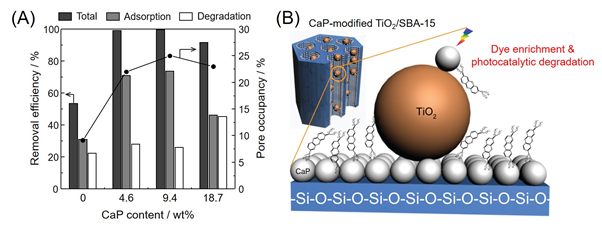 (A)
Total Adsorption Degradation
Removal efficiency / %
100
80
60
40
20
0
30
25
20
15
10
5
0
Pore occupancy / %
0 4.6 9.4 18.7
CaP content / wt%
(B)
CaP-modified TiO2/SBA-15
Dye enrichment &
photocatalytic degradation
TiO2
CaP
-Si-O-Si-O-Si-O-Si-O-Si-O-Si-O-